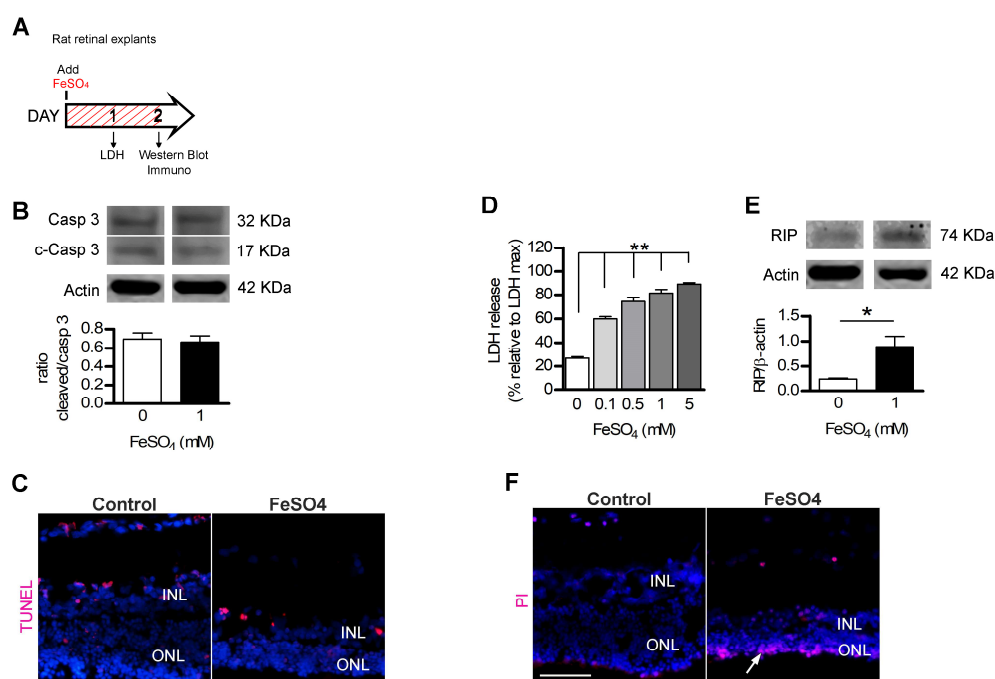 A
Rat retinal explants
Add
FeSO₄
DAY 1 2
LDH Western Blot
Immuno
B
Casp 3 32 KDa
c-Casp 3 17 KDa
Actin 42 KDa
ratio
cleaved/casp 3
0.8
0.6
0.4
0.2
0.0
0 1
FeSO₄ (mM)
C
Control FeSO4
TUNEL
INL
ONL
INL
ONL
D
LDH release
(% relative to LDH max)
120
100
80
60
40
20
0
**
0 0.1 0.5 1 5
FeSO₄ (mM)
E
RIP 74 KDa
Actin 42 KDa
RIP/β-actin
1.5
1.0
0.5
0.0
*
0 1
FeSO₄ (mM)
F
Control FeSO4
PI
INL
ONL
INL
ONL